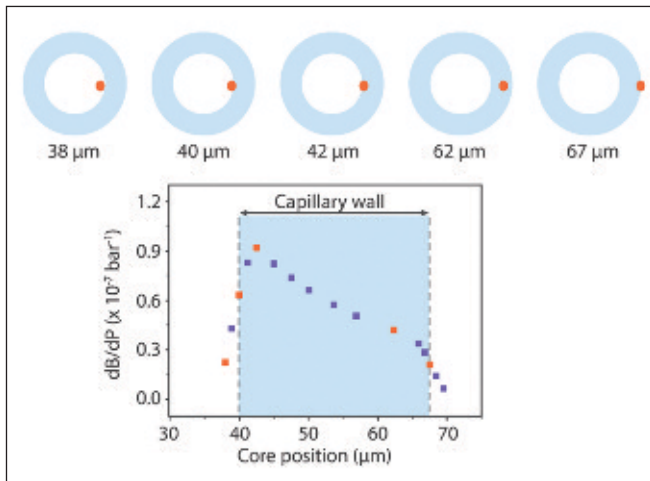 38 µm 40 µm 42 µm 62 µm 67 µm
Capillary wall
dB/dP (x 10⁻⁷ bar⁻¹)
1.2
0.9
0.6
0.3
0.0
30 40 50 60 70
Core position (µm)